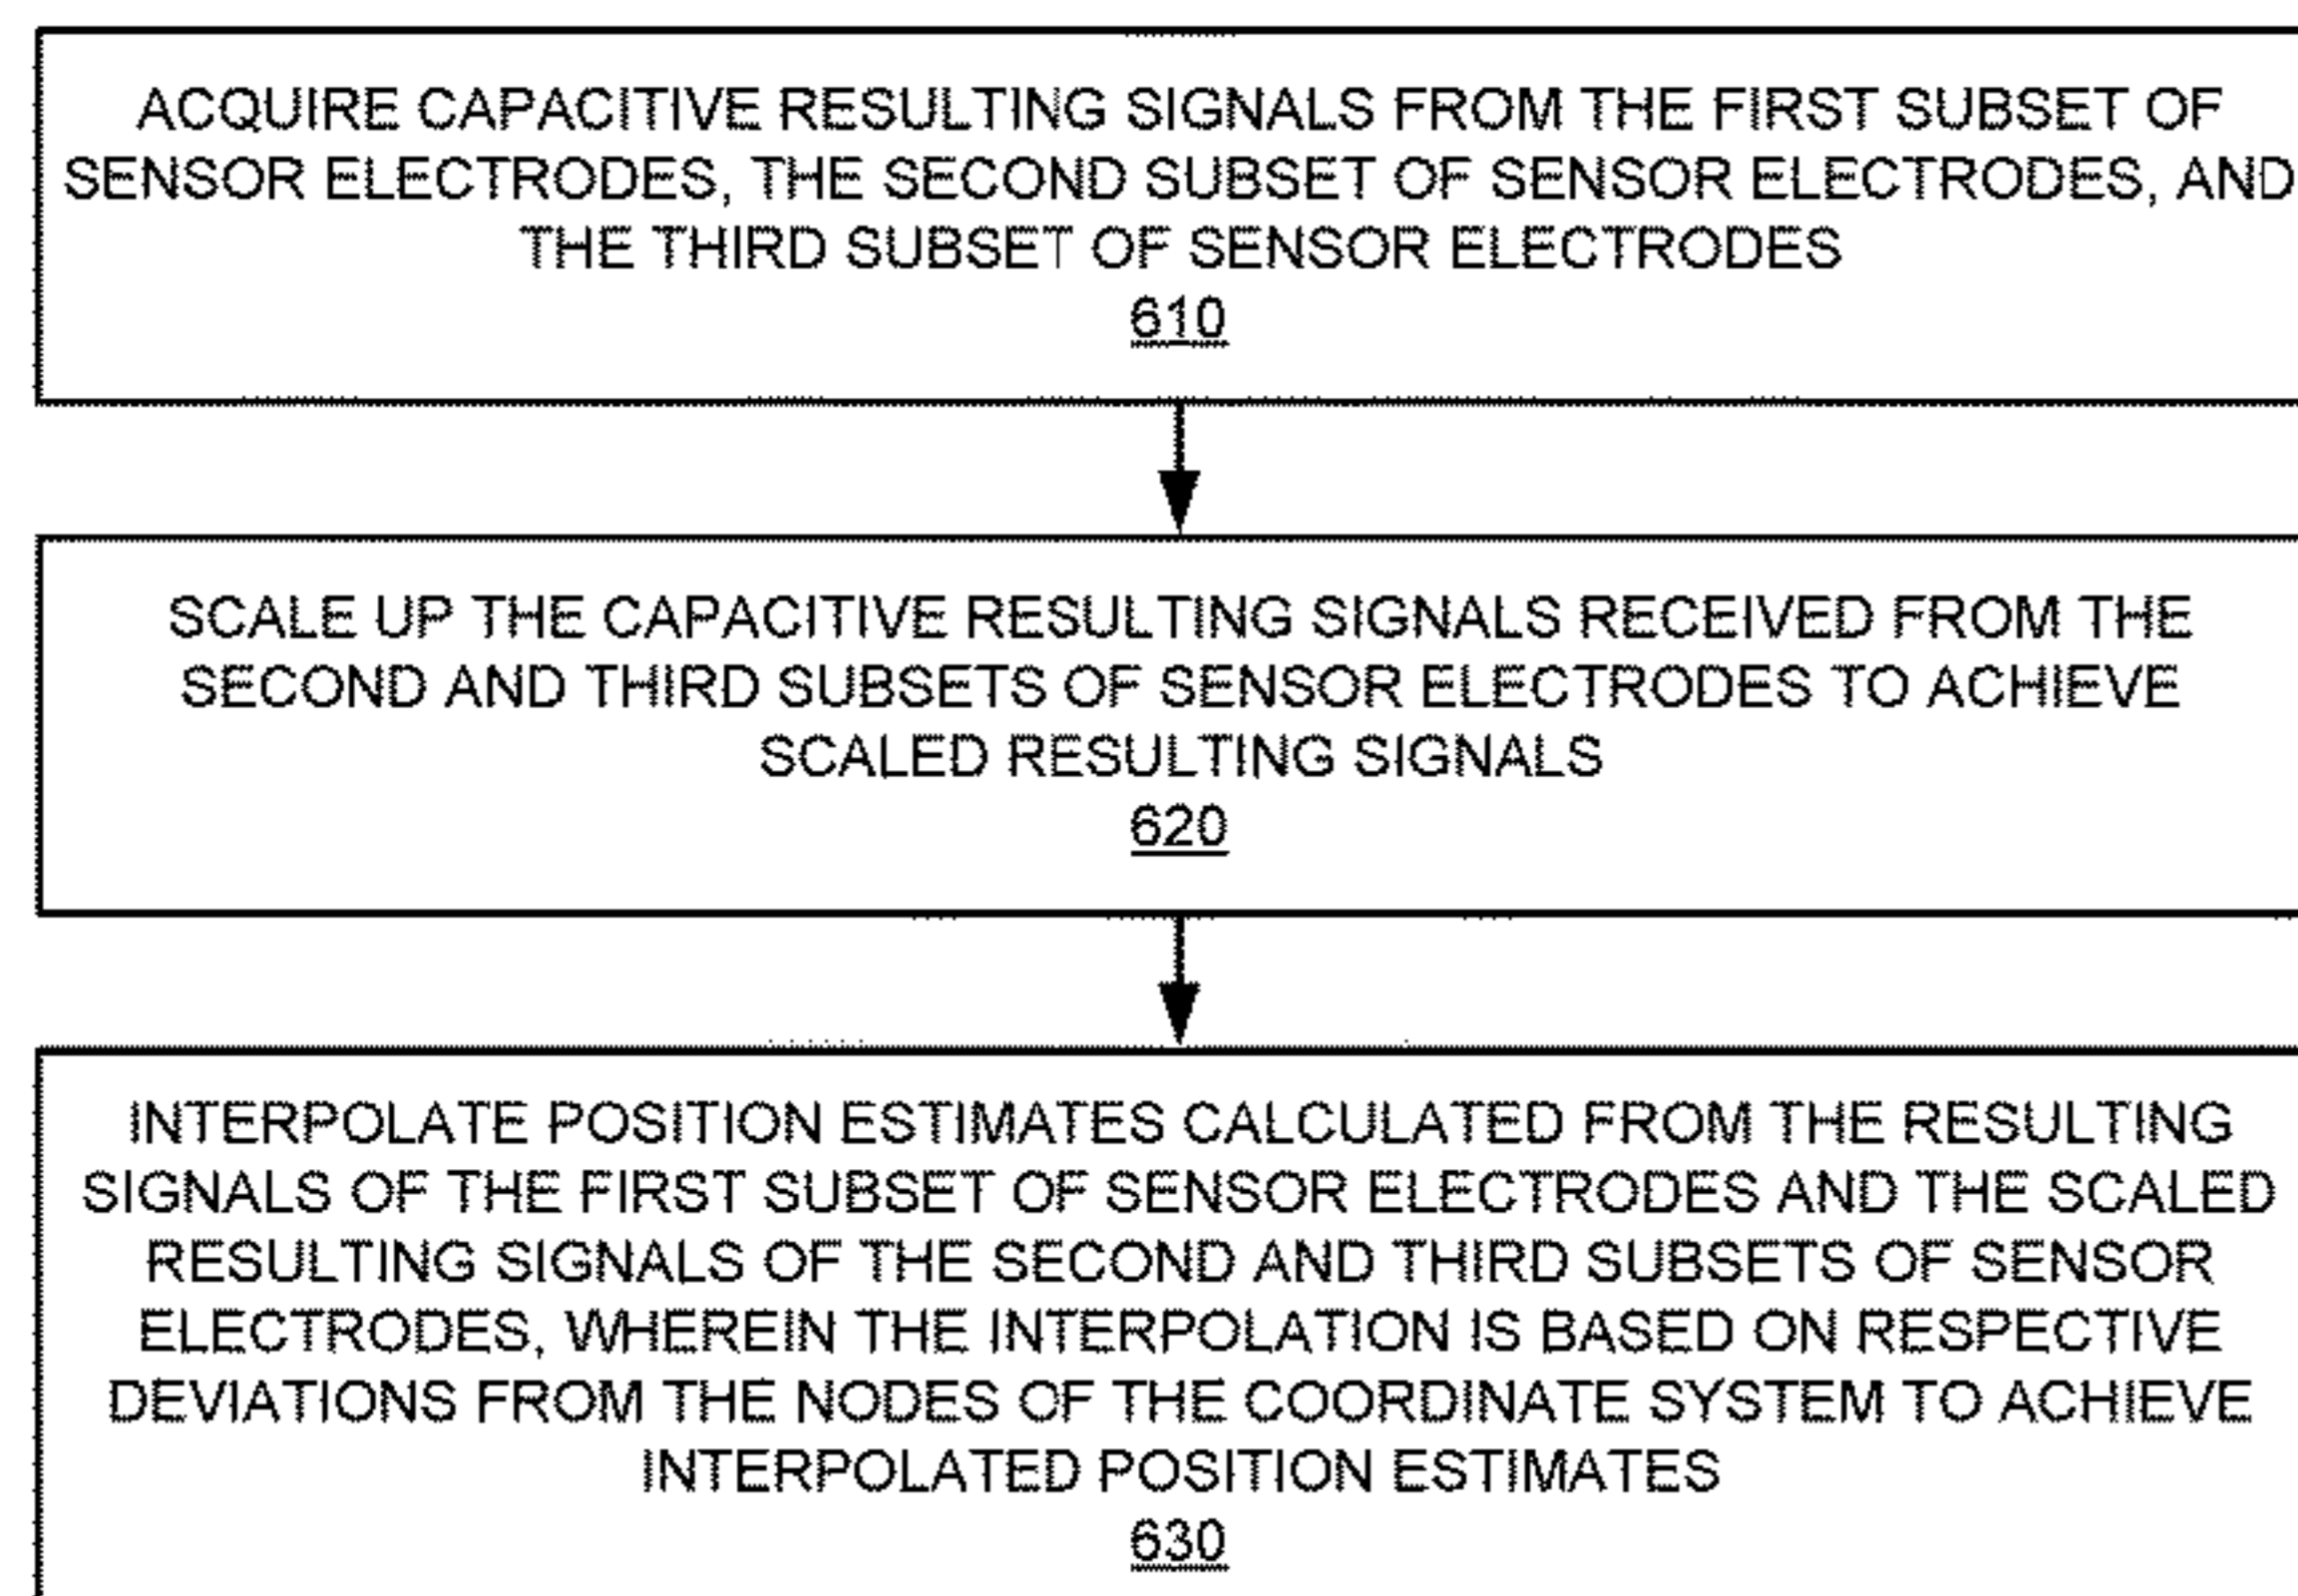 ACQUIRE CAPACITIVE RESULTING SIGNALS FROM THE FIRST SUBSET OF
SENSOR ELECTRODES, THE SECOND SUBSET OF SENSOR ELECTRODES, AND
THE THIRD SUBSET OF SENSOR ELECTRODES
610
SCALE UP THE CAPACITIVE RESULTING SIGNALS RECEIVED FROM THE
SECOND AND THIRD SUBSETS OF SENSOR ELECTRODES TO ACHIEVE
SCALED RESULTING SIGNALS
620
INTERPOLATE POSITION ESTIMATES CALCULATED FROM THE RESULTING
SIGNALS OF THE FIRST SUBSET OF SENSOR ELECTRODES AND THE SCALED
RESULTING SIGNALS OF THE SECOND AND THIRD SUBSETS OF SENSOR
ELECTRODES, WHEREIN THE INTERPOLATION IS BASED ON RESPECTIVE
DEVIATIONS FROM THE NODES OF THE COORDINATE SYSTEM TO ACHIEVE
INTERPOLATED POSITION ESTIMATES
630